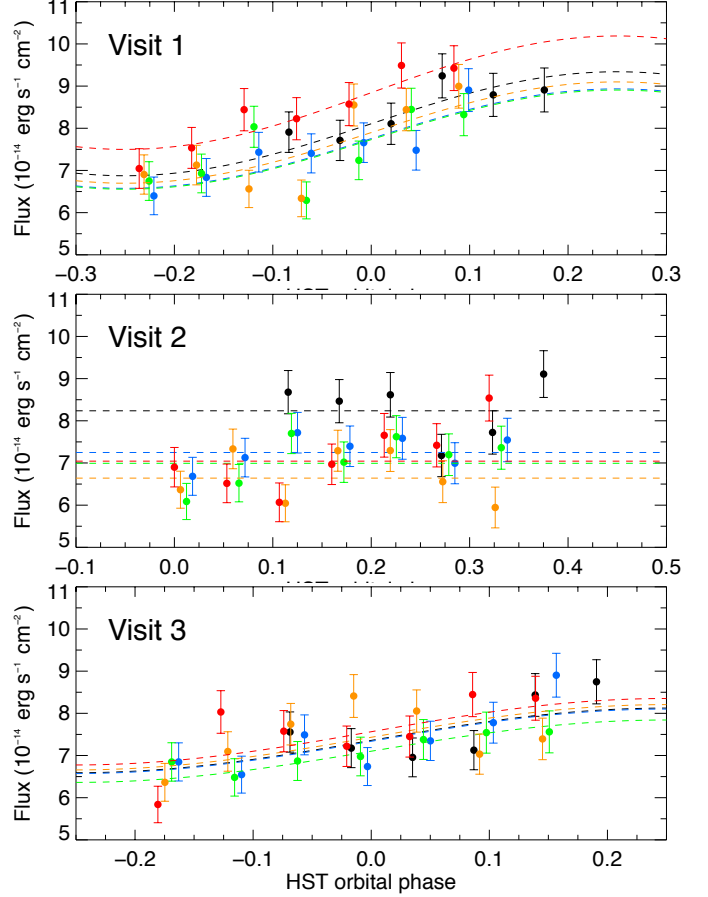 11
10
9
8
7
6
5
Flux (10⁻¹⁴ erg s⁻¹ cm⁻²)
Visit 1
−0.3 −0.2 −0.1 0.0 0.1 0.2 0.3
11
10
9
8
7
6
5
Flux (10⁻¹⁴ erg s⁻¹ cm⁻²)
Visit 2
−0.1 0.0 0.1 0.2 0.3 0.4 0.5
11
10
9
8
7
6
5
Flux (10⁻¹⁴ erg s⁻¹ cm⁻²)
Visit 3
−0.2 −0.1 0.0 0.1 0.2
HST orbital phase